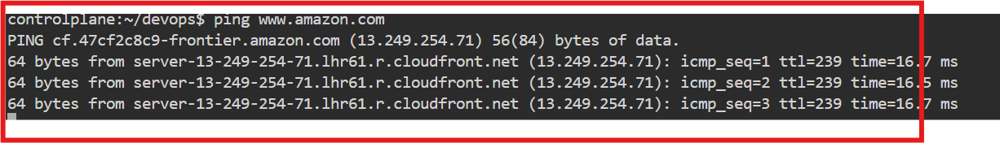 controlplane:~/devops$ ping www.amazon.com
PING cf.47cf2c8c9-frontier.amazon.com (13.249.254.71) 56(84) bytes of data.
64 bytes from server-13-249-254-71.lhr61.r.cloudfront.net (13.249.254.71): icmp_seq=1 ttl=239 time=16.7 ms
64 bytes from server-13-249-254-71.lhr61.r.cloudfront.net (13.249.254.71): icmp_seq=2 ttl=239 time=16.5 ms
64 bytes from server-13-249-254-71.lhr61.r.cloudfront.net (13.249.254.71): icmp_seq=3 ttl=239 time=16.7 ms